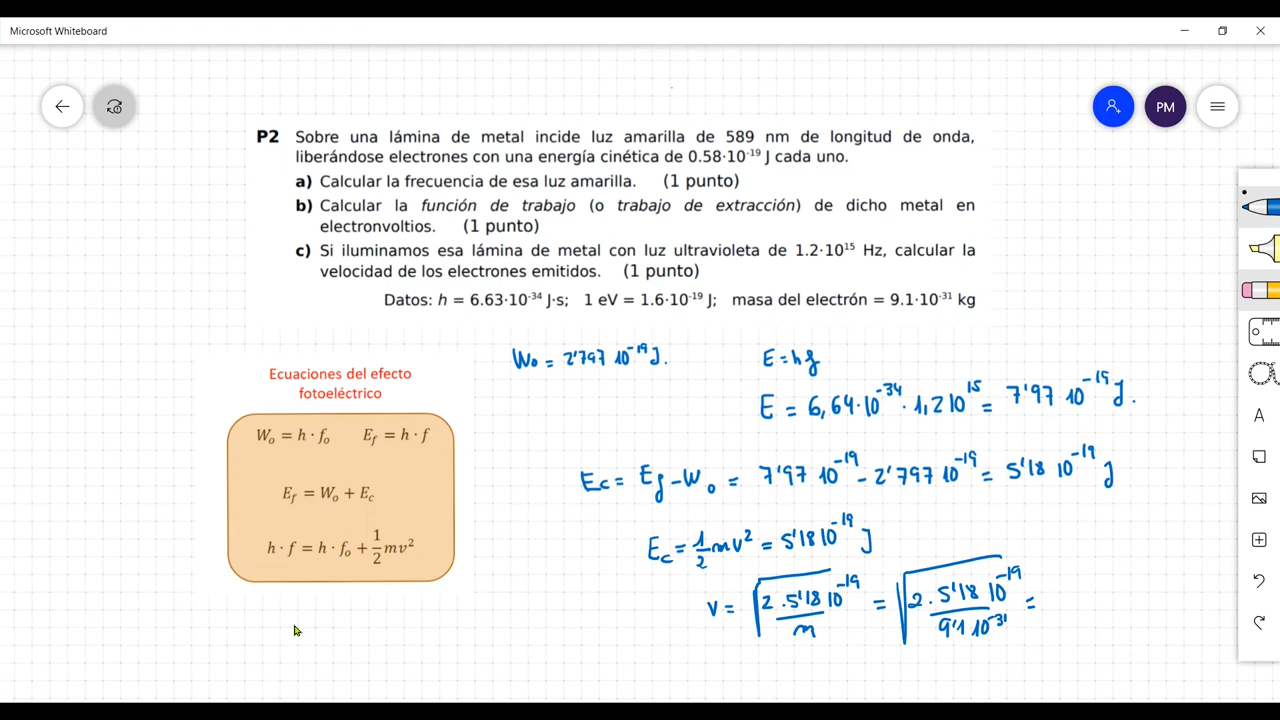 Microsoft Whiteboard
PM
P2 Sobre una lámina de metal incide luz amarilla de 589 nm de longitud de onda,
liberándose electrones con una energía cinética de 0.58·10⁻¹⁹ J cada uno.
a) Calcular la frecuencia de esa luz amarilla. (1 punto)
b) Calcular la función de trabajo (o trabajo de extracción) de dicho metal en
electronvoltios. (1 punto)
c) Si iluminamos esa lámina de metal con luz ultravioleta de 1.2·10¹⁵ Hz, calcular la
velocidad de los electrones emitidos. (1 punto)
Datos: h = 6.63·10⁻³⁴ J·s; 1 eV = 1.6·10⁻¹⁹ J; masa del electrón = 9.1·10⁻³¹ kg
Ecuaciones del efecto
fotoeléctrico
W₀ = h · f₀ E_f = h · f
E_f = W₀ + E_c
h · f = h · f₀ + 1/2 mv²
W₀ = 2'797 10⁻¹⁹ J.
E = h f
E = 6,64·10⁻³⁴ · 1,2 10¹⁵ = 7'97 10⁻¹⁹ J.
Ec = E_f - W₀ = 7'97 10⁻¹⁹ - 2'797 10⁻¹⁹ = 5'18 10⁻¹⁹ J
E_c = 1/2 mv² = 5'18 10⁻¹⁹ J
v = √(2 · 5'18 10⁻¹⁹ / m) = √(2 · 5'18 10⁻¹⁹ / 9'1 10⁻³¹) =
A